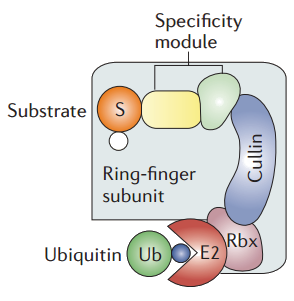 Specificity
module
Substrate
S
Cullin
Ring-finger
subunit
Rbx
Ubiquitin
Ub
E2